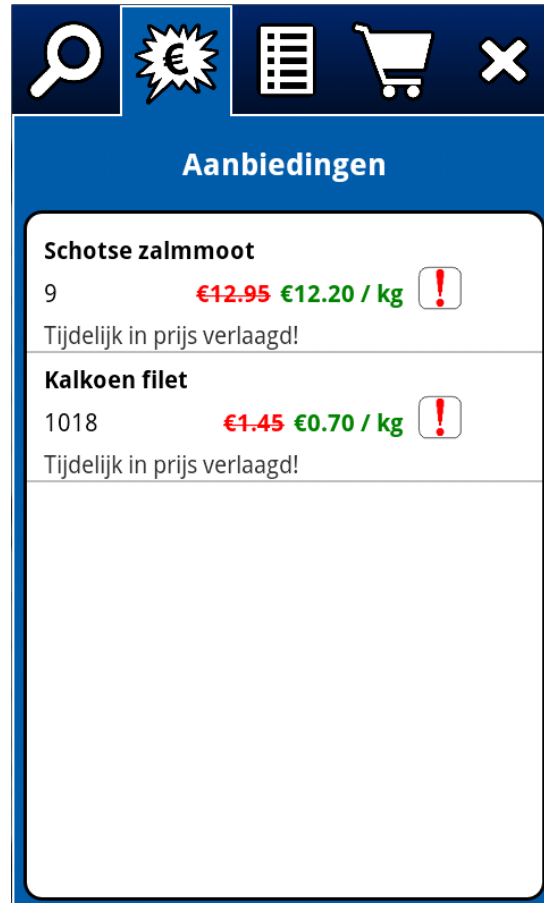 €
Aanbiedingen
Schotse zalmmoot
9 €12.95 €12.20 / kg !
Tijdelijk in prijs verlaagd!
Kalkoen filet
1018 €1.45 €0.70 / kg !
Tijdelijk in prijs verlaagd!